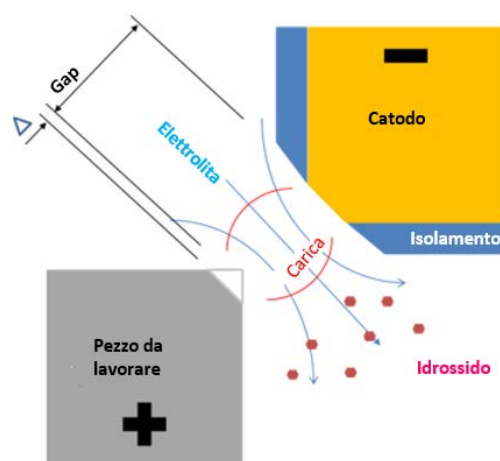 Gap
Δ
Elettrolita
Catodo
Isolamento
Carica
Pezzo da
lavorare
Idrossido